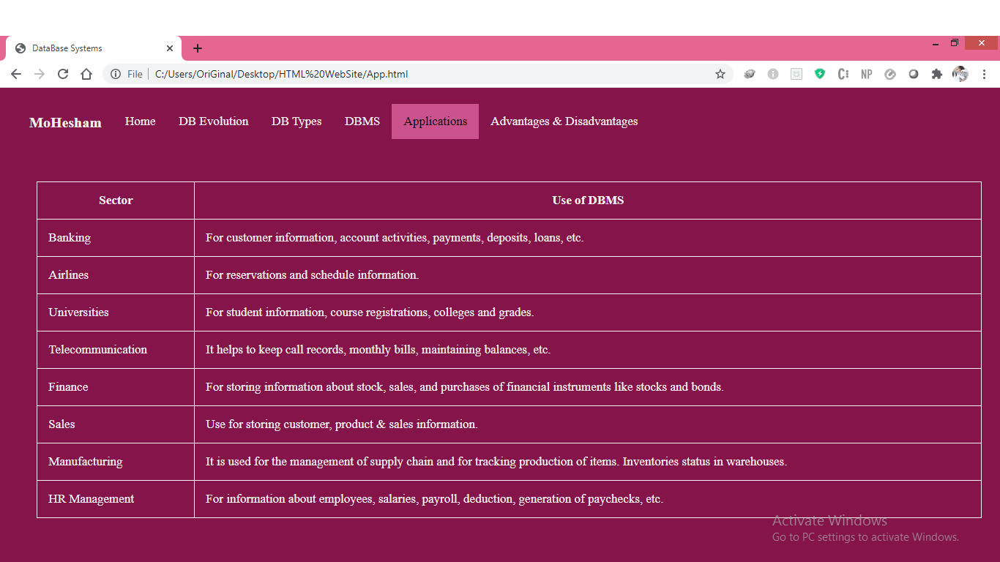 DataBase Systems
File C:/Users/OriGinal/Desktop/HTML%20WebSite/App.html
NP
MoHesham Home DB Evolution DB Types DBMS Applications Advantages & Disadvantages
Sector Use of DBMS
Banking For customer information, account activities, payments, deposits, loans, etc.
Airlines For reservations and schedule information.
Universities For student information, course registrations, colleges and grades.
Telecommunication It helps to keep call records, monthly bills, maintaining balances, etc.
Finance For storing information about stock, sales, and purchases of financial instruments like stocks and bonds.
Sales Use for storing customer, product & sales information.
Manufacturing It is used for the management of supply chain and for tracking production of items. Inventories status in warehouses.
HR Management For information about employees, salaries, payroll, deduction, generation of paychecks, etc.
Activate Windows
Go to PC settings to activate Windows.